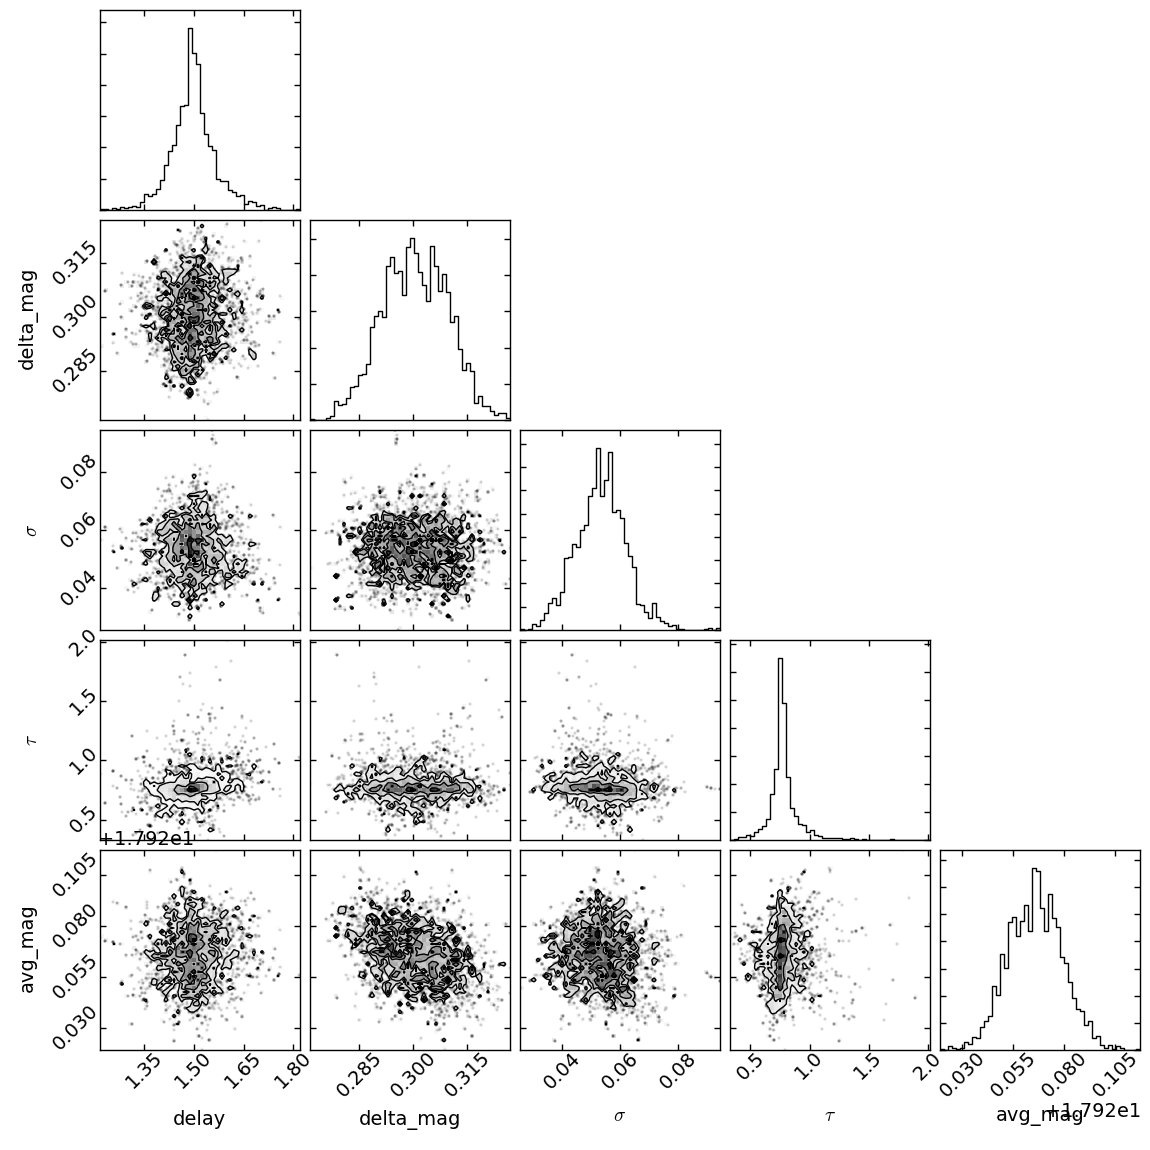 delta_mag
0.315
0.300
0.285
σ
0.08
0.06
0.04
τ
2.0
1.5
1.0
0.5
+1.792e1
avg_mag
0.105
0.080
0.055
0.030
1.35 1.50 1.65 1.80 0.285 0.300 0.315 0.04 0.06 0.08 0.5 1.0 1.5 2.0 0.030 0.055 0.080 0.105
+1.792e1
delay delta_mag σ τ avg_mag